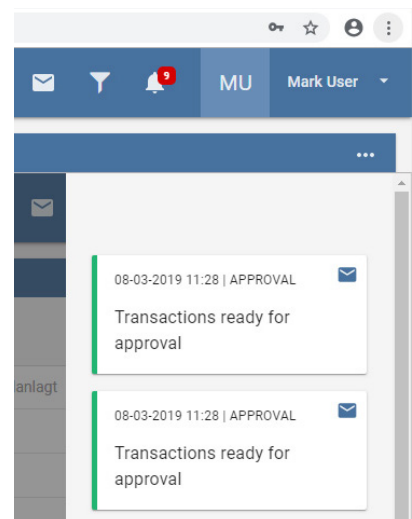 9
MU
Mark User
08-03-2019 11:28 | APPROVAL
Transactions ready for
approval
lanlagt
08-03-2019 11:28 | APPROVAL
Transactions ready for
approval